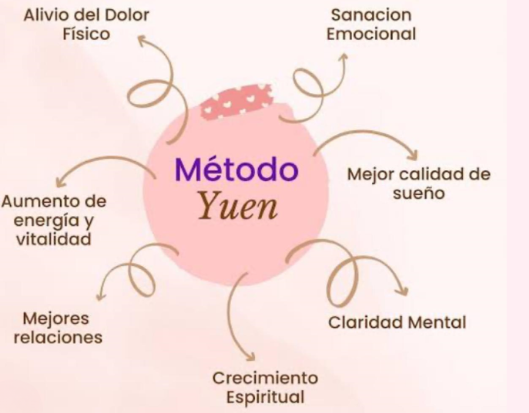 Alivio del Dolor
Físico
Sanacion
Emocional
Método
Yuen
Mejor calidad de
sueño
Aumento de
energía y
vitalidad
Mejores
relaciones
Claridad Mental
Crecimiento
Espiritual